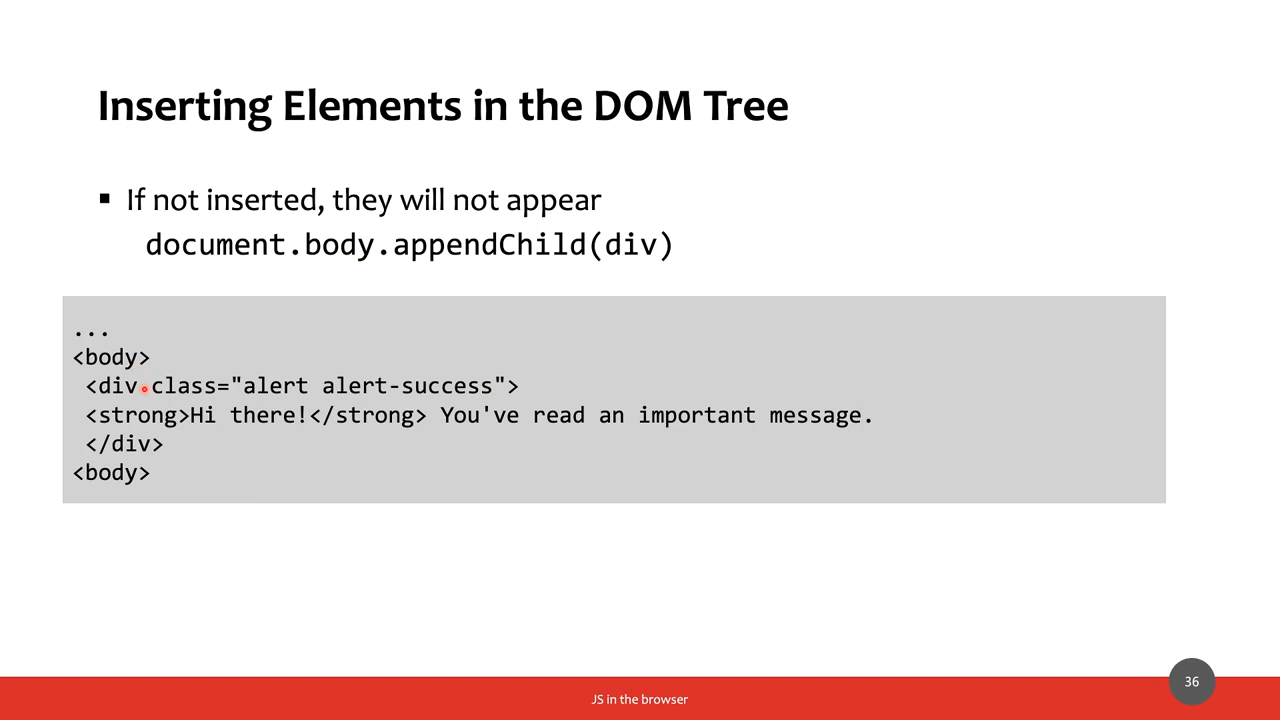 Inserting Elements in the DOM Tree
▪ If not inserted, they will not appear
document.body.appendChild(div)
...
<body>
<div class="alert alert-success">
<strong>Hi there!</strong> You've read an important message.
</div>
<body>
36
JS in the browser